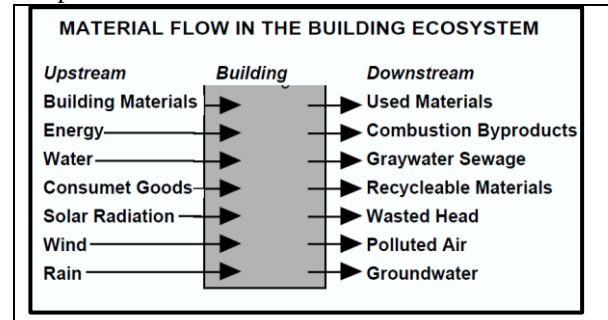 MATERIAL FLOW IN THE BUILDING ECOSYSTEM
Upstream Building Downstream
Building Materials Used Materials
Energy Combustion Byproducts
Water Graywater Sewage
Consumet Goods Recycleable Materials
Solar Radiation Wasted Head
Wind Polluted Air
Rain Groundwater